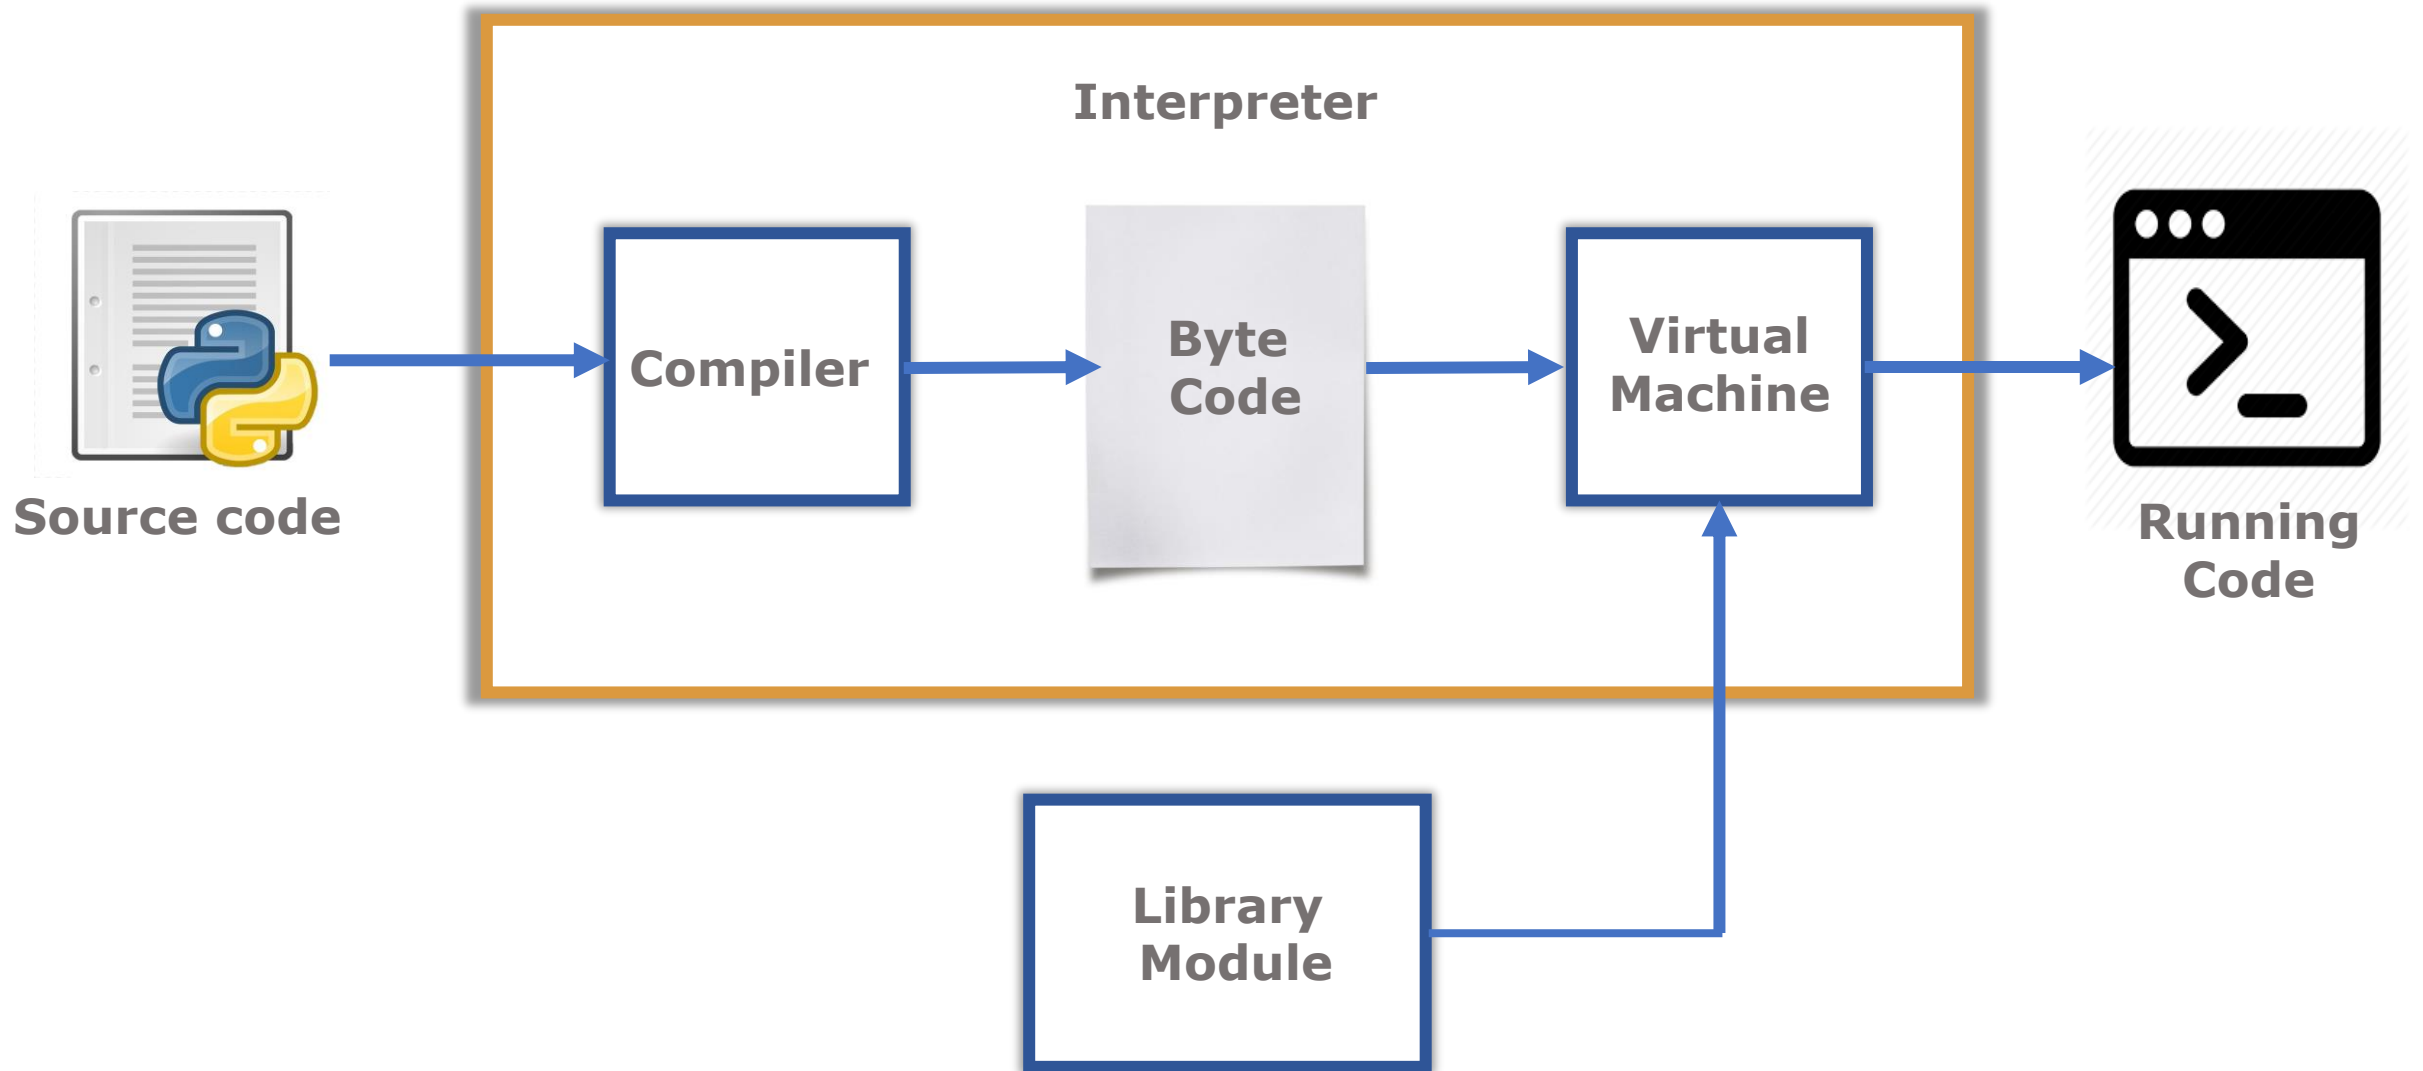 Interpreter
Source code
Compiler
Byte
Code
Virtual
Machine
Running
Code
Library
Module